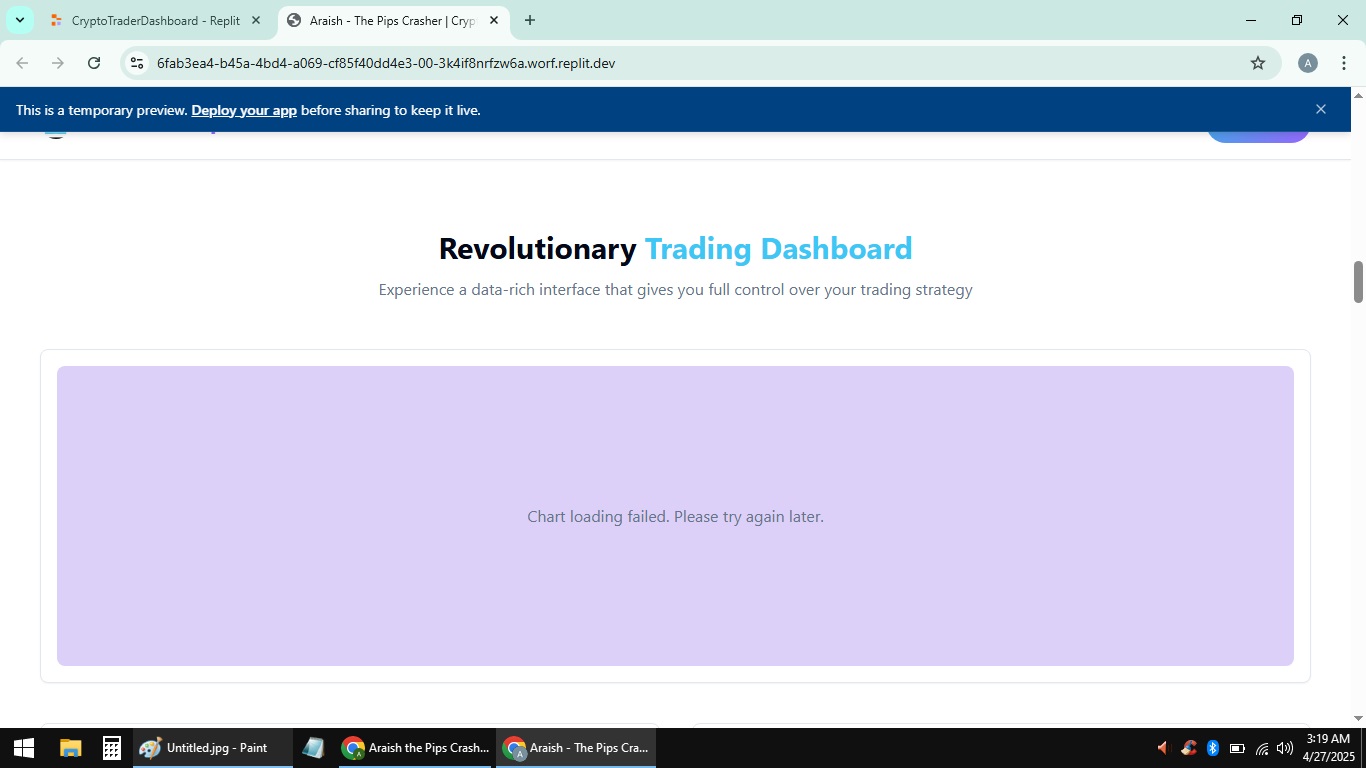 CryptoTraderDashboard - Replit
Araish - The Pips Crasher | Cryp
6fab3ea4-b45a-4bd4-a069-cf85f40dd4e3-00-3k4if8nrfzw6a.worf.replit.dev
A
This is a temporary preview. Deploy your app before sharing to keep it live.
Revolutionary Trading Dashboard
Experience a data-rich interface that gives you full control over your trading strategy
Chart loading failed. Please try again later.
Untitled.jpg - Paint
Araish the Pips Crash...
Araish - The Pips Cra...
3:19 AM
4/27/2025